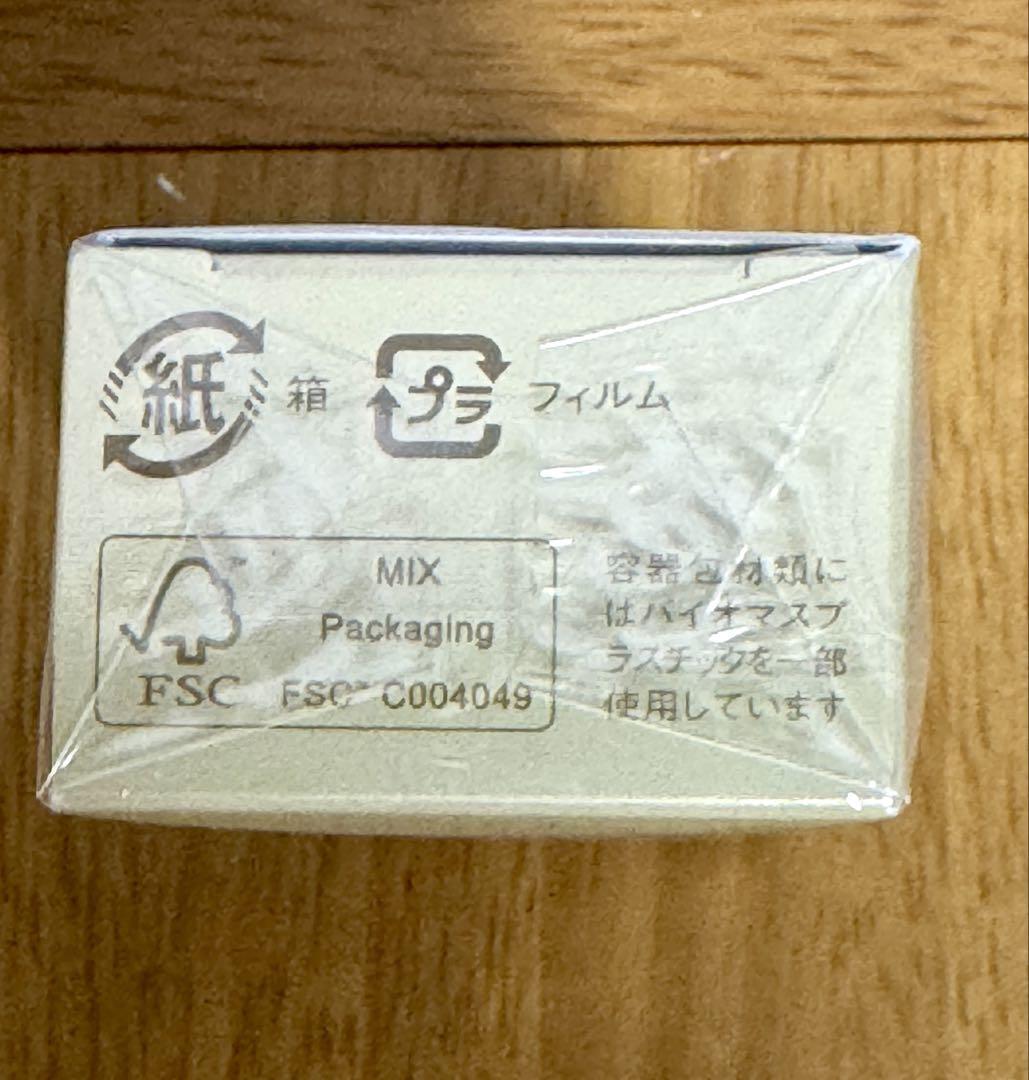 紙 箱 プラ フィルム
MIX
Packaging
FSC FSC® C004049
容器包材類に
はバイオマスプ
ラスチックを一部
使用しています